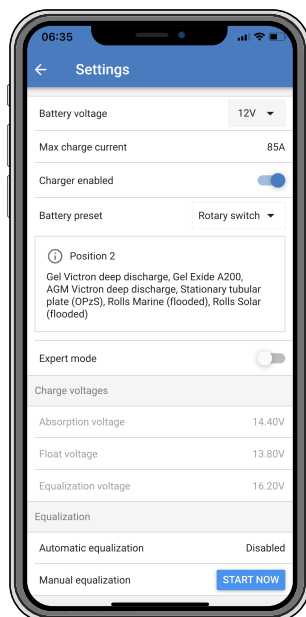 06:35
Settings
Battery voltage 12V
Max charge current 85A
Charger enabled
Battery preset Rotary switch
Position 2
Gel Victron deep discharge, Gel Exide A200,
AGM Victron deep discharge, Stationary tubular
plate (OPzS), Rolls Marine (flooded), Rolls Solar
(flooded)
Expert mode
Charge voltages
Absorption voltage 14.40V
Float voltage 13.80V
Equalization voltage 16.20V
Equalization
Automatic equalization Disabled
Manual equalization START NOW